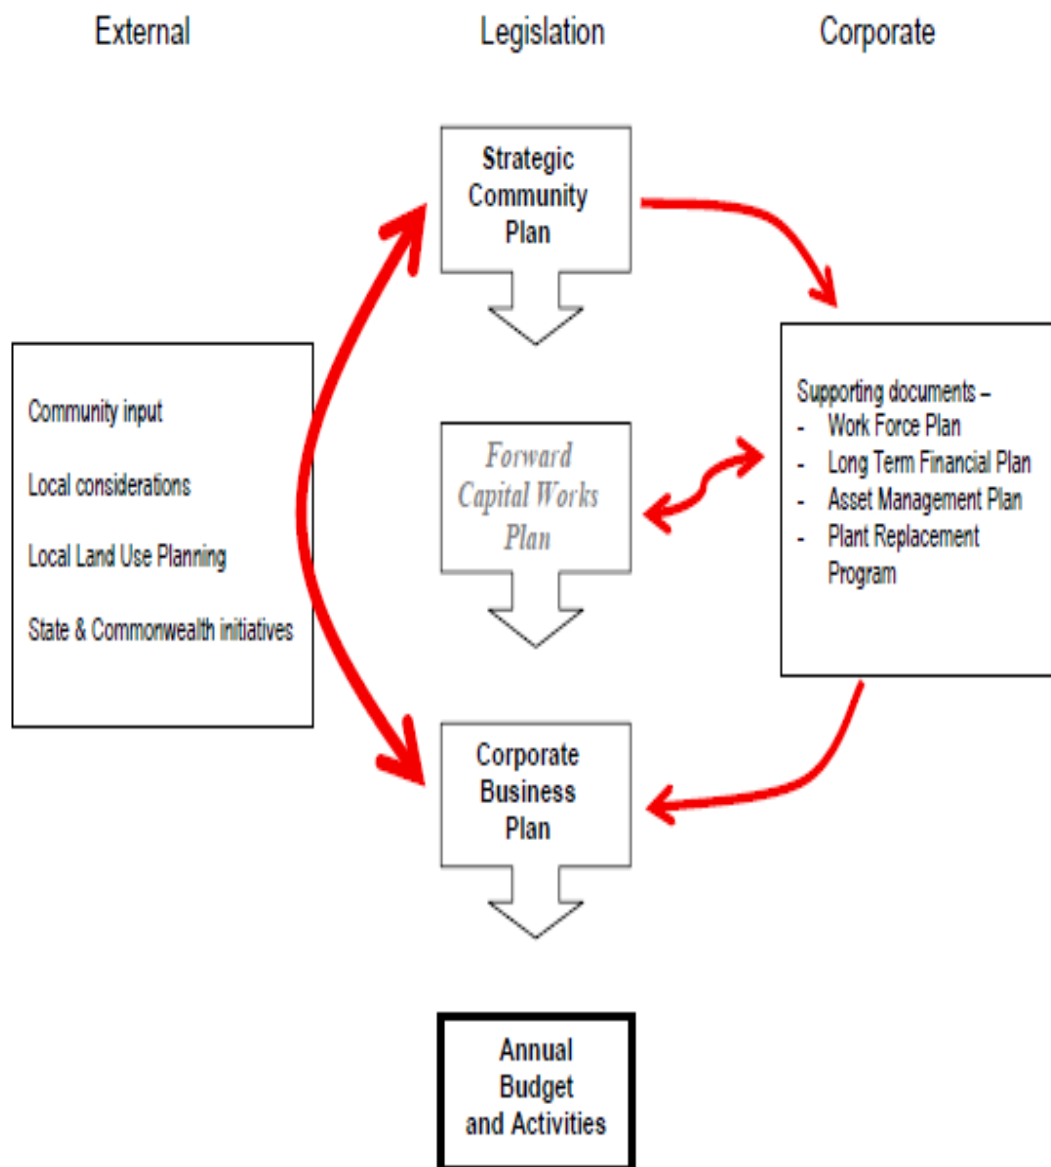 External
Legislation
Corporate
Strategic
Community
Plan
Community input
Local considerations
Local Land Use Planning
State & Commonwealth initiatives
Forward
Capital Works
Plan
Supporting documents –
- Work Force Plan
- Long Term Financial Plan
- Asset Management Plan
- Plant Replacement
Program
Corporate
Business
Plan
Annual
Budget
and Activities